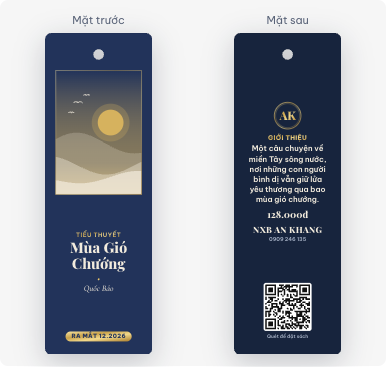 Mặt trước
Mặt sau
TIỂU THUYẾT
Mùa Gió
Chướng
Quốc Bảo
RA MẮT 12.2026
AK
GIỚI THIỆU
Một câu chuyện về
miền Tây sông nước,
nơi những con người
bình dị vẫn giữ lửa
yêu thương qua bao
mùa gió chướng.
128.000đ
NXB AN KHANG
0909 246 135
Quét để đặt sách